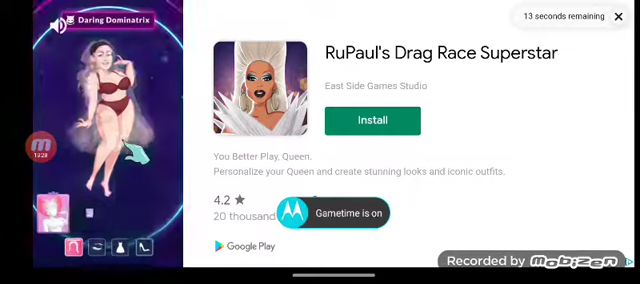 Daring Dominatrix
13 seconds remaining
RuPaul's Drag Race Superstar
East Side Games Studio
Install
You Better Play, Queen.
Personalize your Queen and create stunning looks and iconic outfits.
4.2 ★
20 thousand
Gametime is on
Google Play
Recorded by mobizen
13:28